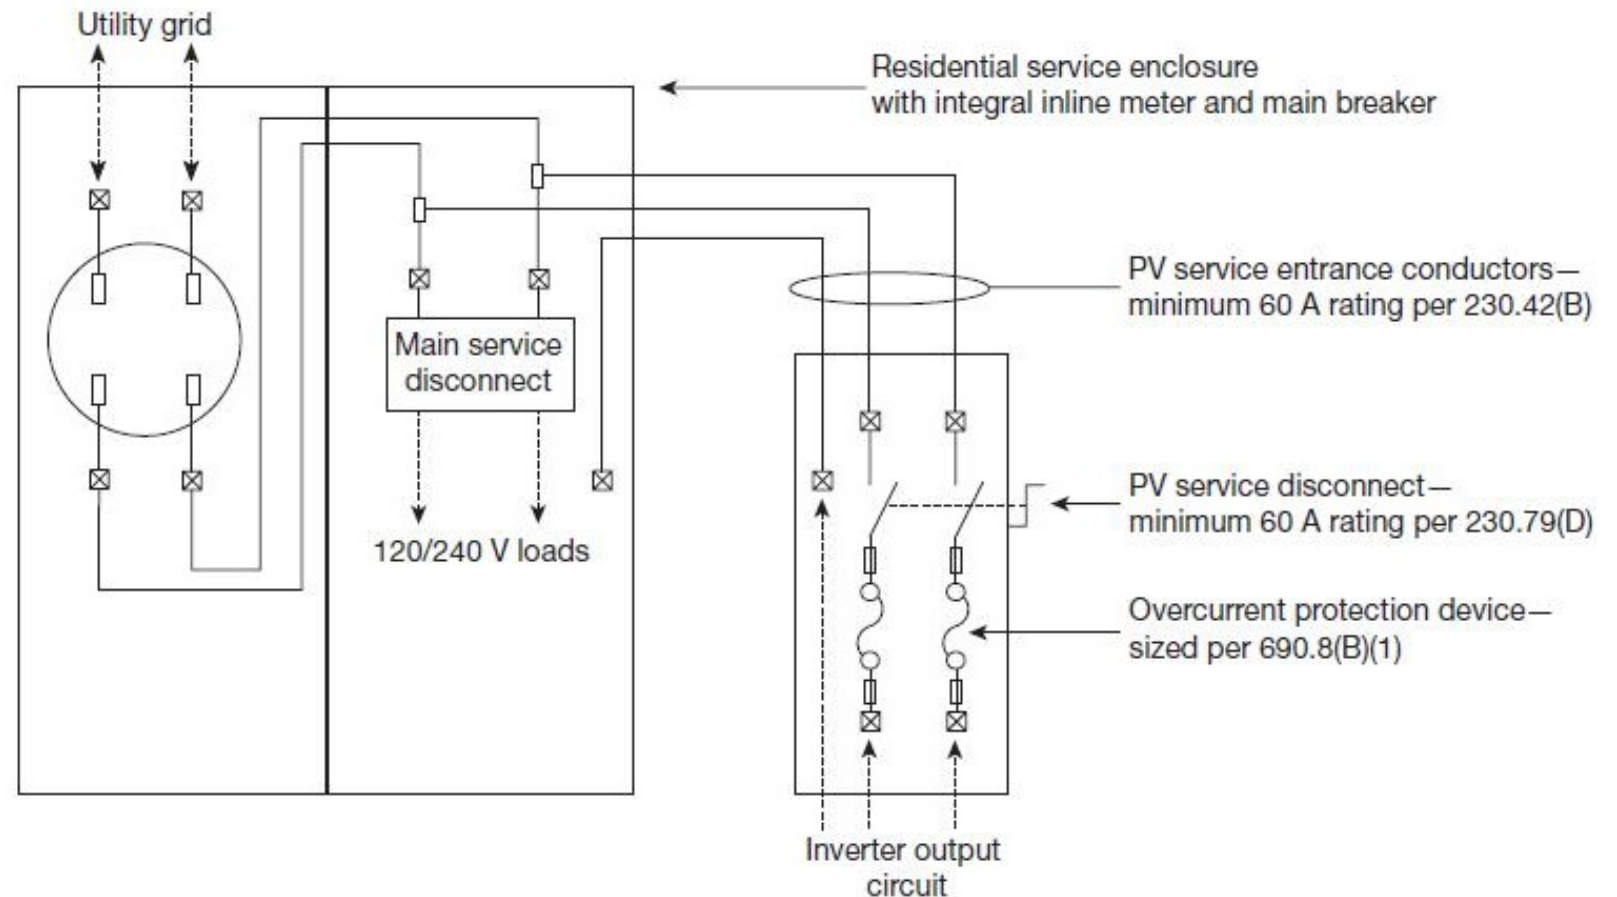 Utility grid
Residential service enclosure
with integral inline meter and main breaker
PV service entrance conductors—
minimum 60 A rating per 230.42(B)
Main service
disconnect
PV service disconnect—
minimum 60 A rating per 230.79(D)
120/240 V loads
Overcurrent protection device—
sized per 690.8(B)(1)
Inverter output
circuit